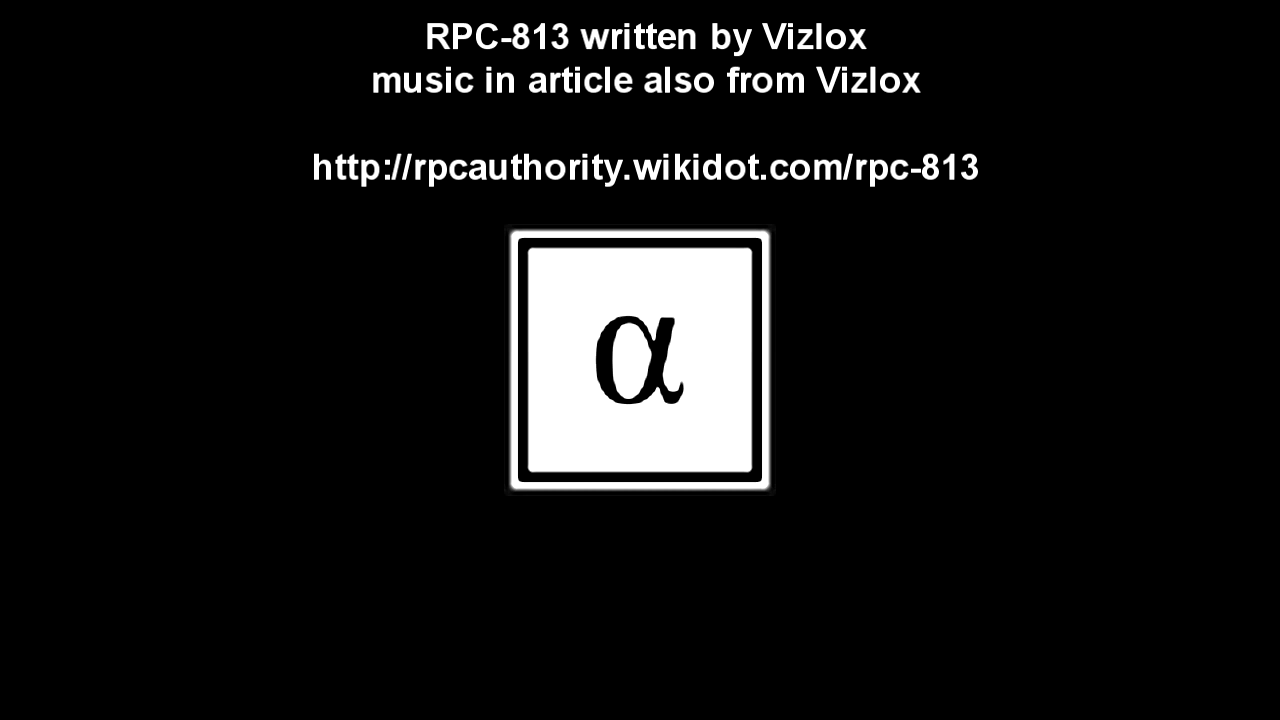 RPC-813 written by Vizlox
music in article also from Vizlox
http://rpcauthority.wikidot.com/rpc-813
α